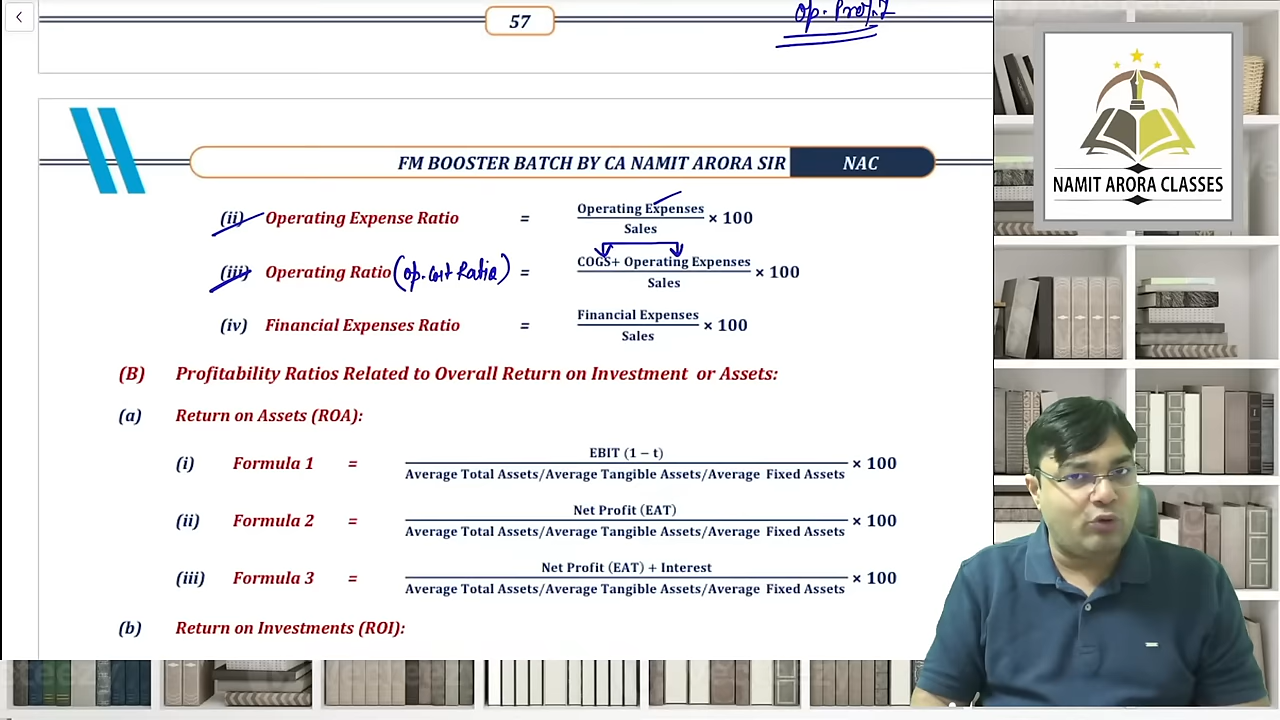 57
op. Profit
FM BOOSTER BATCH BY CA NAMIT ARORA SIR NAC
(ii) Operating Expense Ratio = Operating Expenses / Sales × 100
(iii) Operating Ratio (op. cost Ratio) = COGS+ Operating Expenses / Sales × 100
(iv) Financial Expenses Ratio = Financial Expenses / Sales × 100
(B) Profitability Ratios Related to Overall Return on Investment or Assets:
(a) Return on Assets (ROA):
(i) Formula 1 = EBIT (1 − t) / Average Total Assets/Average Tangible Assets/Average Fixed Assets × 100
(ii) Formula 2 = Net Profit (EAT) / Average Total Assets/Average Tangible Assets/Average Fixed Assets × 100
(iii) Formula 3 = Net Profit (EAT) + Interest / Average Total Assets/Average Tangible Assets/Average Fixed Assets × 100
(b) Return on Investments (ROI):
NAMIT ARORA CLASSES